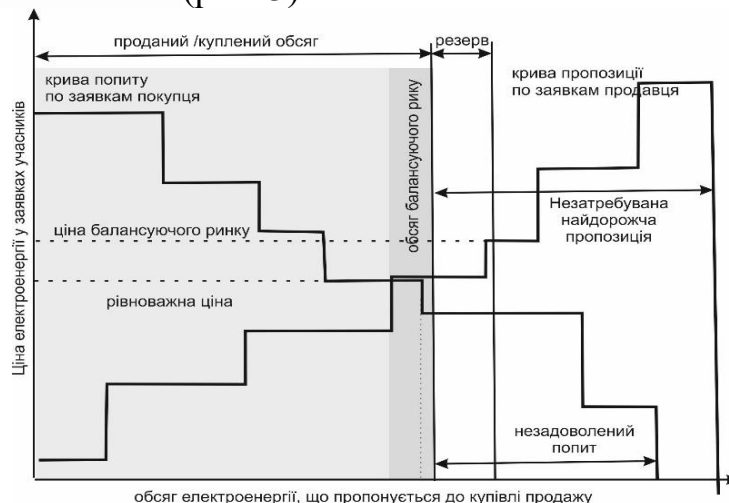 проданий /куплений обсяг
резерв
крива попиту
по заявкам покупця
крива пропозиції
по заявкам продавця
Ціна електроенергії у заявках учасників
обсяг балансуючого рику
ціна балансуючого ринку
Незатребувана
найдорожча
пропозиція
рівноважна ціна
незадоволений
попит
обсяг електроенергії, що пропонується до купівлі продажу